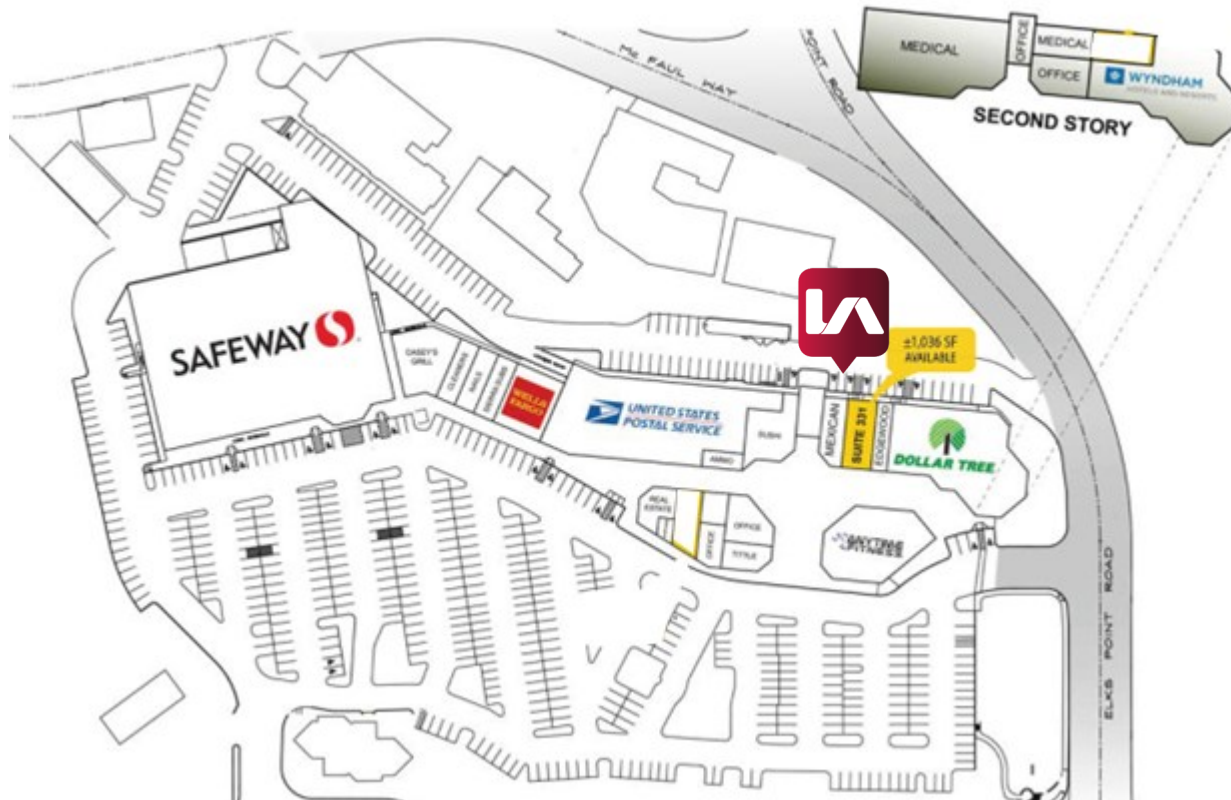 MEDICAL
OFFICE
MEDICAL
OFFICE
WYNDHAM
HOTELS AND RESORTS
SECOND STORY
Mc FAUL WAY
POINT ROAD
SAFEWAY
±1,036 SF
AVAILABLE
CASEY'S
GRILL
CLEANERS
NAILS
WELLS
FARGO
UNITED STATES
POSTAL SERVICE
AMMO
SUSHI
MEXICAN
SUITE 331
EDGEWOOD
DOLLAR TREE
REAL
ESTATE
OFFICE
OFFICE
TITTLE
ANYTIME
FITNESS
ELKS POINT ROAD